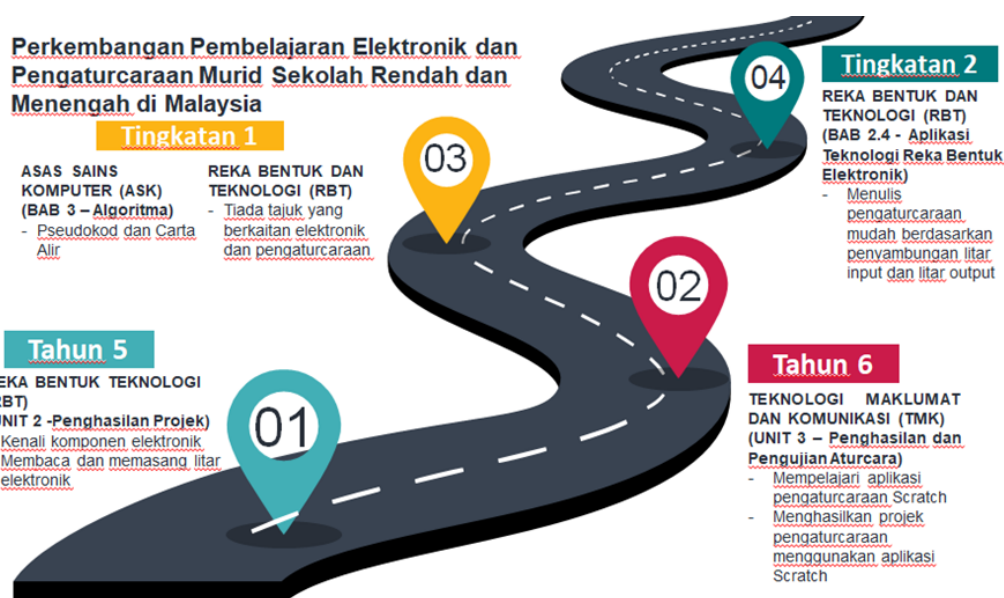 Perkembangan Pembelajaran Elektronik dan
Pengaturcaraan Murid Sekolah Rendah dan
Menengah di Malaysia
Tingkatan 1
ASAS SAINS
KOMPUTER (ASK)
(BAB 3 – Algoritma)
- Pseudokod dan Carta
Alir
REKA BENTUK DAN
TEKNOLOGI (RBT)
- Tiada tajuk yang
berkaitan elektronik
dan pengaturcaraan
03
04
Tingkatan 2
REKA BENTUK DAN
TEKNOLOGI (RBT)
(BAB 2.4 - Aplikasi
Teknologi Reka Bentuk
Elektronik)
- Menulis
pengaturcaraan
mudah berdasarkan
penyambungan litar
input dan litar output
02
Tahun 5
EKA BENTUK TEKNOLOGI
RBT)
UNIT 2 -Penghasilan Projek)
Kenali komponen elektronik
Membaca dan memasang litar
elektronik
01
Tahun 6
TEKNOLOGI MAKLUMAT
DAN KOMUNIKASI (TMK)
(UNIT 3 – Penghasilan dan
Pengujian Aturcara)
- Mempelajari aplikasi
pengaturcaraan Scratch
- Menghasilkan projek
pengaturcaraan
menggunakan aplikasi
Scratch